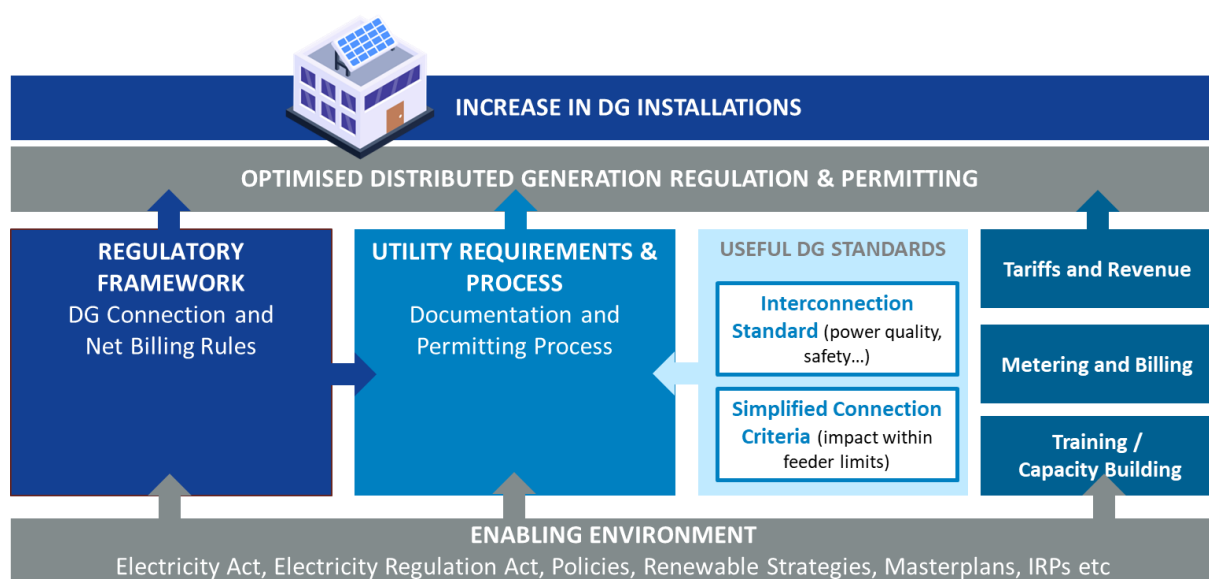 INCREASE IN DG INSTALLATIONS
OPTIMISED DISTRIBUTED GENERATION REGULATION & PERMITTING
REGULATORY
FRAMEWORK
DG Connection and
Net Billing Rules
UTILITY REQUIREMENTS &
PROCESS
Documentation and
Permitting Process
USEFUL DG STANDARDS
Interconnection
Standard (power quality,
safety...)
Simplified Connection
Criteria (impact within
feeder limits)
Tariffs and Revenue
Metering and Billing
Training /
Capacity Building
ENABLING ENVIRONMENT
Electricity Act, Electricity Regulation Act, Policies, Renewable Strategies, Masterplans, IRPs etc